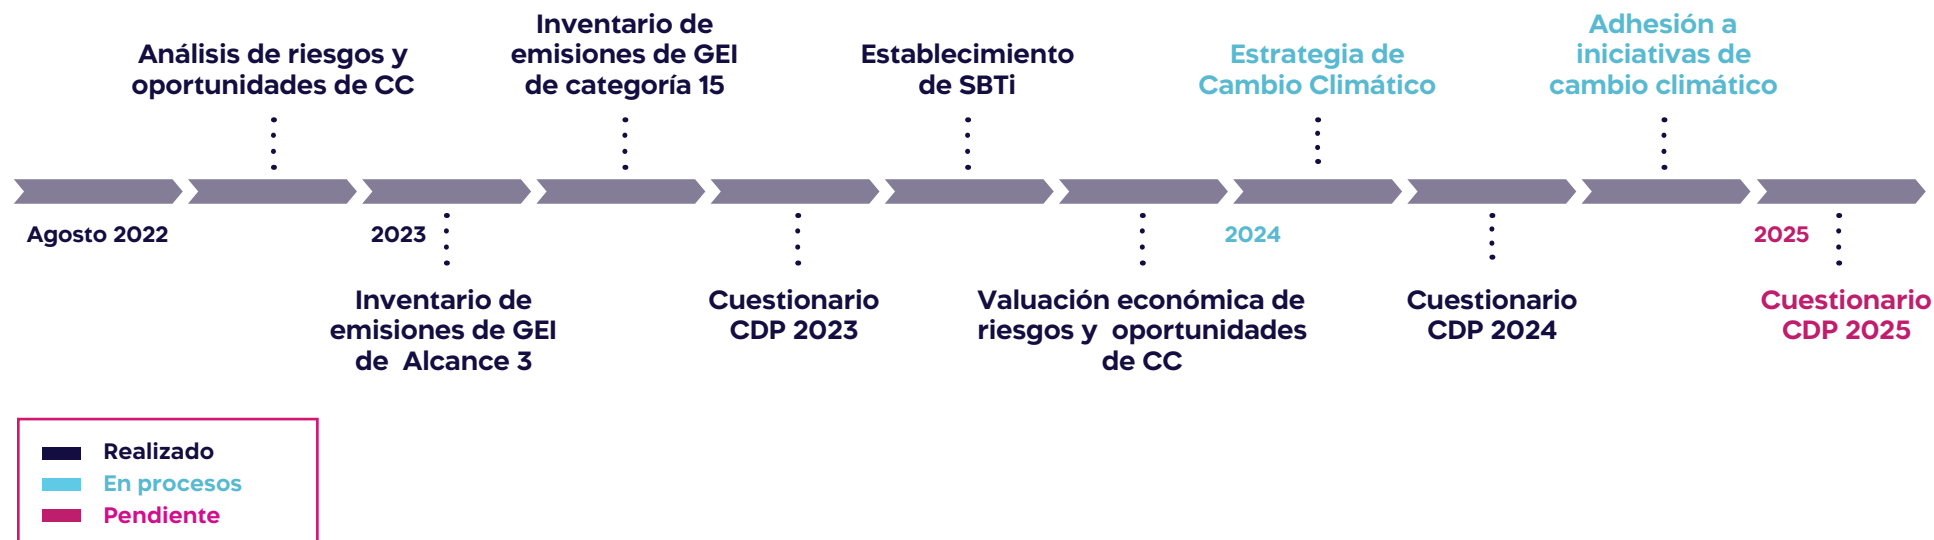 Análisis de riesgos y
oportunidades de CC
Inventario de
emisiones de GEI
de categoría 15
Establecimiento
de SBTi
Estrategia de
Cambio Climático
Adhesión a
iniciativas de
cambio climático
Agosto 2022
2023
2024
2025
Inventario de
emisiones de GEI
de Alcance 3
Cuestionario
CDP 2023
Valuación económica de
riesgos y oportunidades
de CC
Cuestionario
CDP 2024
Cuestionario
CDP 2025
Realizado
En procesos
Pendiente